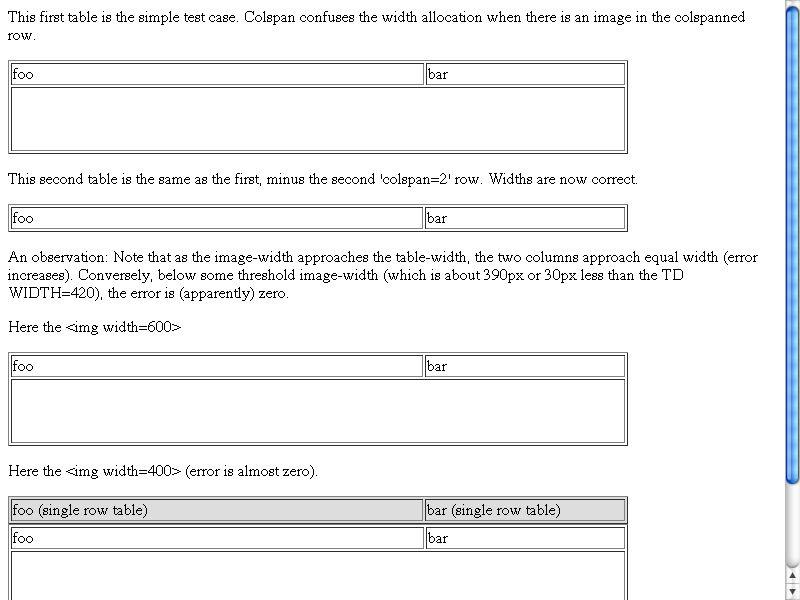 This first table is the simple test case. Colspan confuses the width allocation when there is an image in the colspanned
row.
foo bar
This second table is the same as the first, minus the second 'colspan=2' row. Widths are now correct.
foo bar
An observation: Note that as the image-width approaches the table-width, the two columns approach equal width (error
increases). Conversely, below some threshold image-width (which is about 390px or 30px less than the TD
WIDTH=420), the error is (apparently) zero.
Here the <img width=600>
foo bar
Here the <img width=400> (error is almost zero).
foo (single row table) bar (single row table)
foo bar